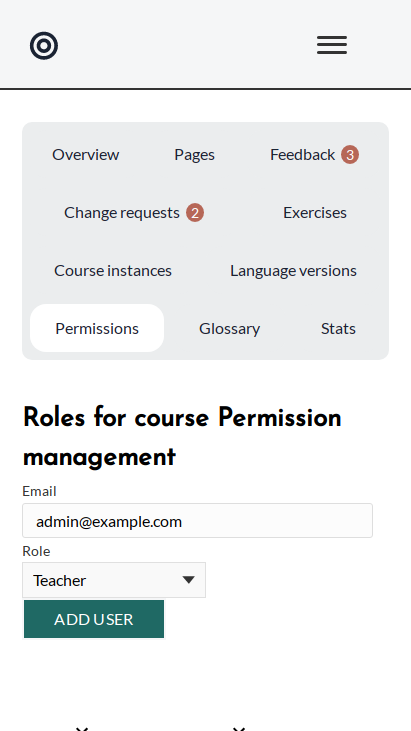 Overview Pages Feedback 3
Change requests 2 Exercises
Course instances Language versions
Permissions Glossary Stats
Roles for course Permission
management
Email
admin@example.com
Role
Teacher
ADD USER